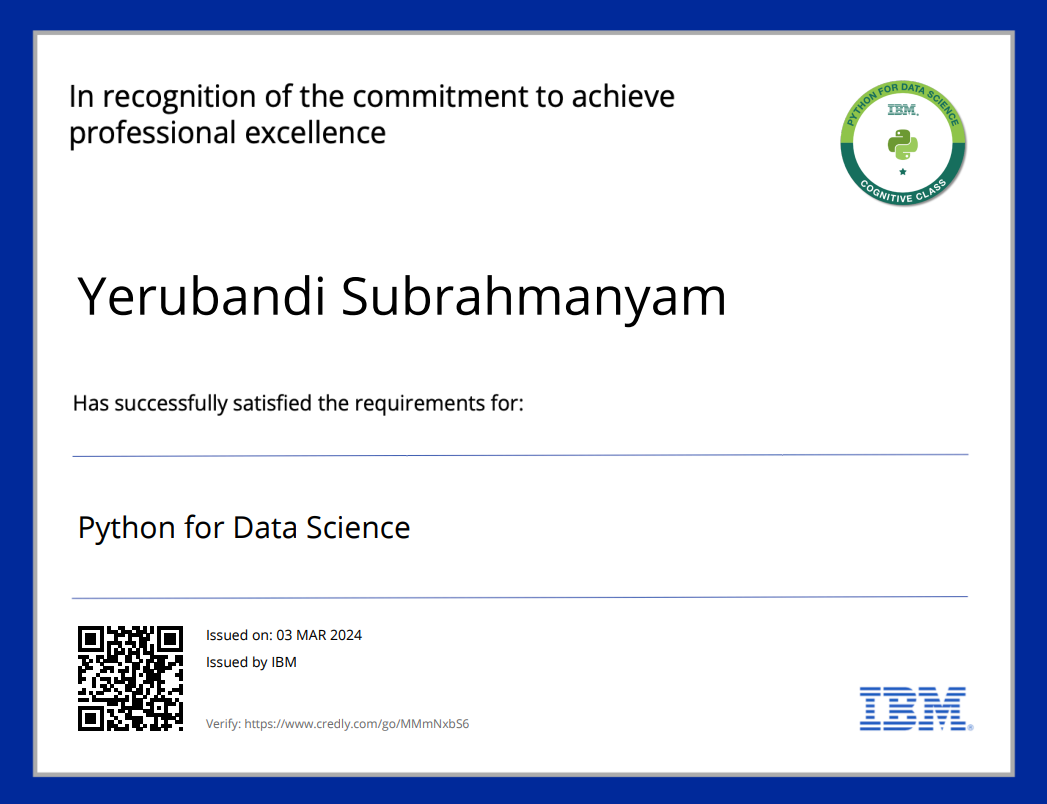 In recognition of the commitment to achieve
professional excellence
PYTHON FOR DATA SCIENCE
IBM.
COGNITIVE CLASS
Yerubandi Subrahmanyam
Has successfully satisfied the requirements for:
Python for Data Science
Issued on: 03 MAR 2024
Issued by IBM
Verify: https://www.credly.com/go/MMmNxbS6
IBM®